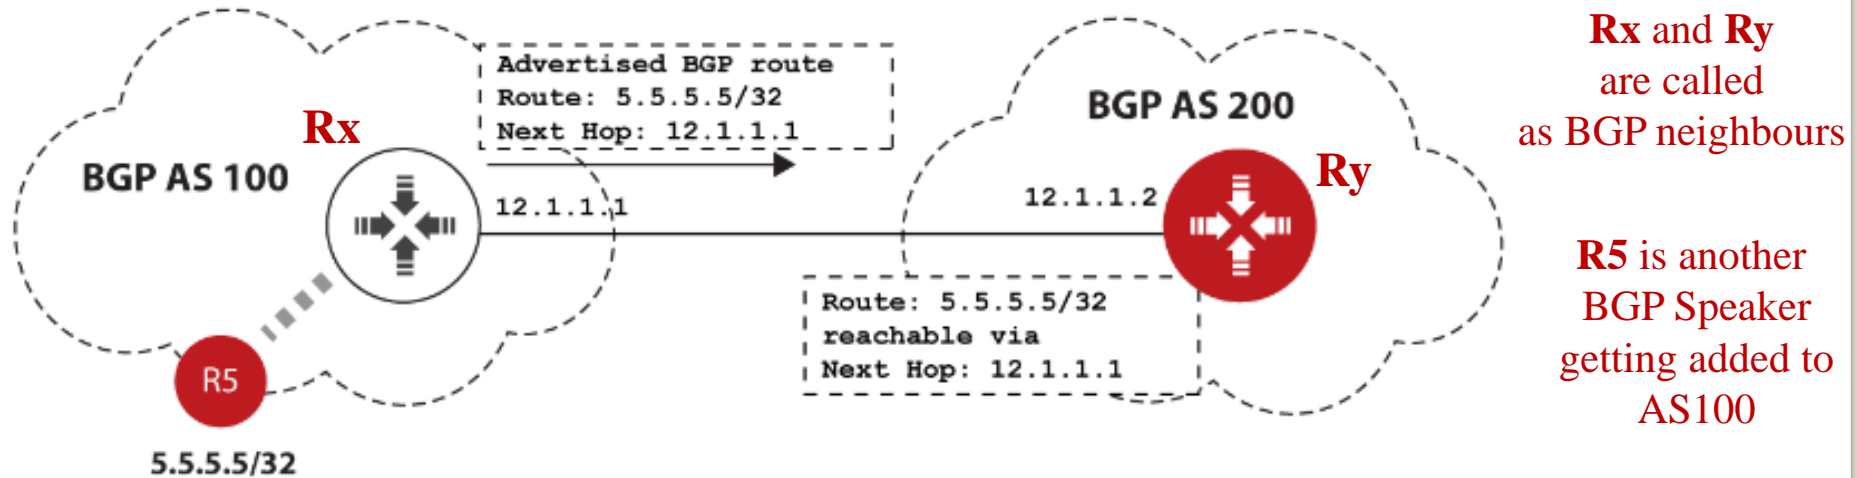 BGP AS 100
Rx
Advertised BGP route
Route: 5.5.5.5/32
Next Hop: 12.1.1.1
12.1.1.1
R5
5.5.5.5/32
BGP AS 200
12.1.1.2
Ry
Route: 5.5.5.5/32
reachable via
Next Hop: 12.1.1.1
Rx and Ry
are called
as BGP neighbours
R5 is another
BGP Speaker
getting added to
AS100